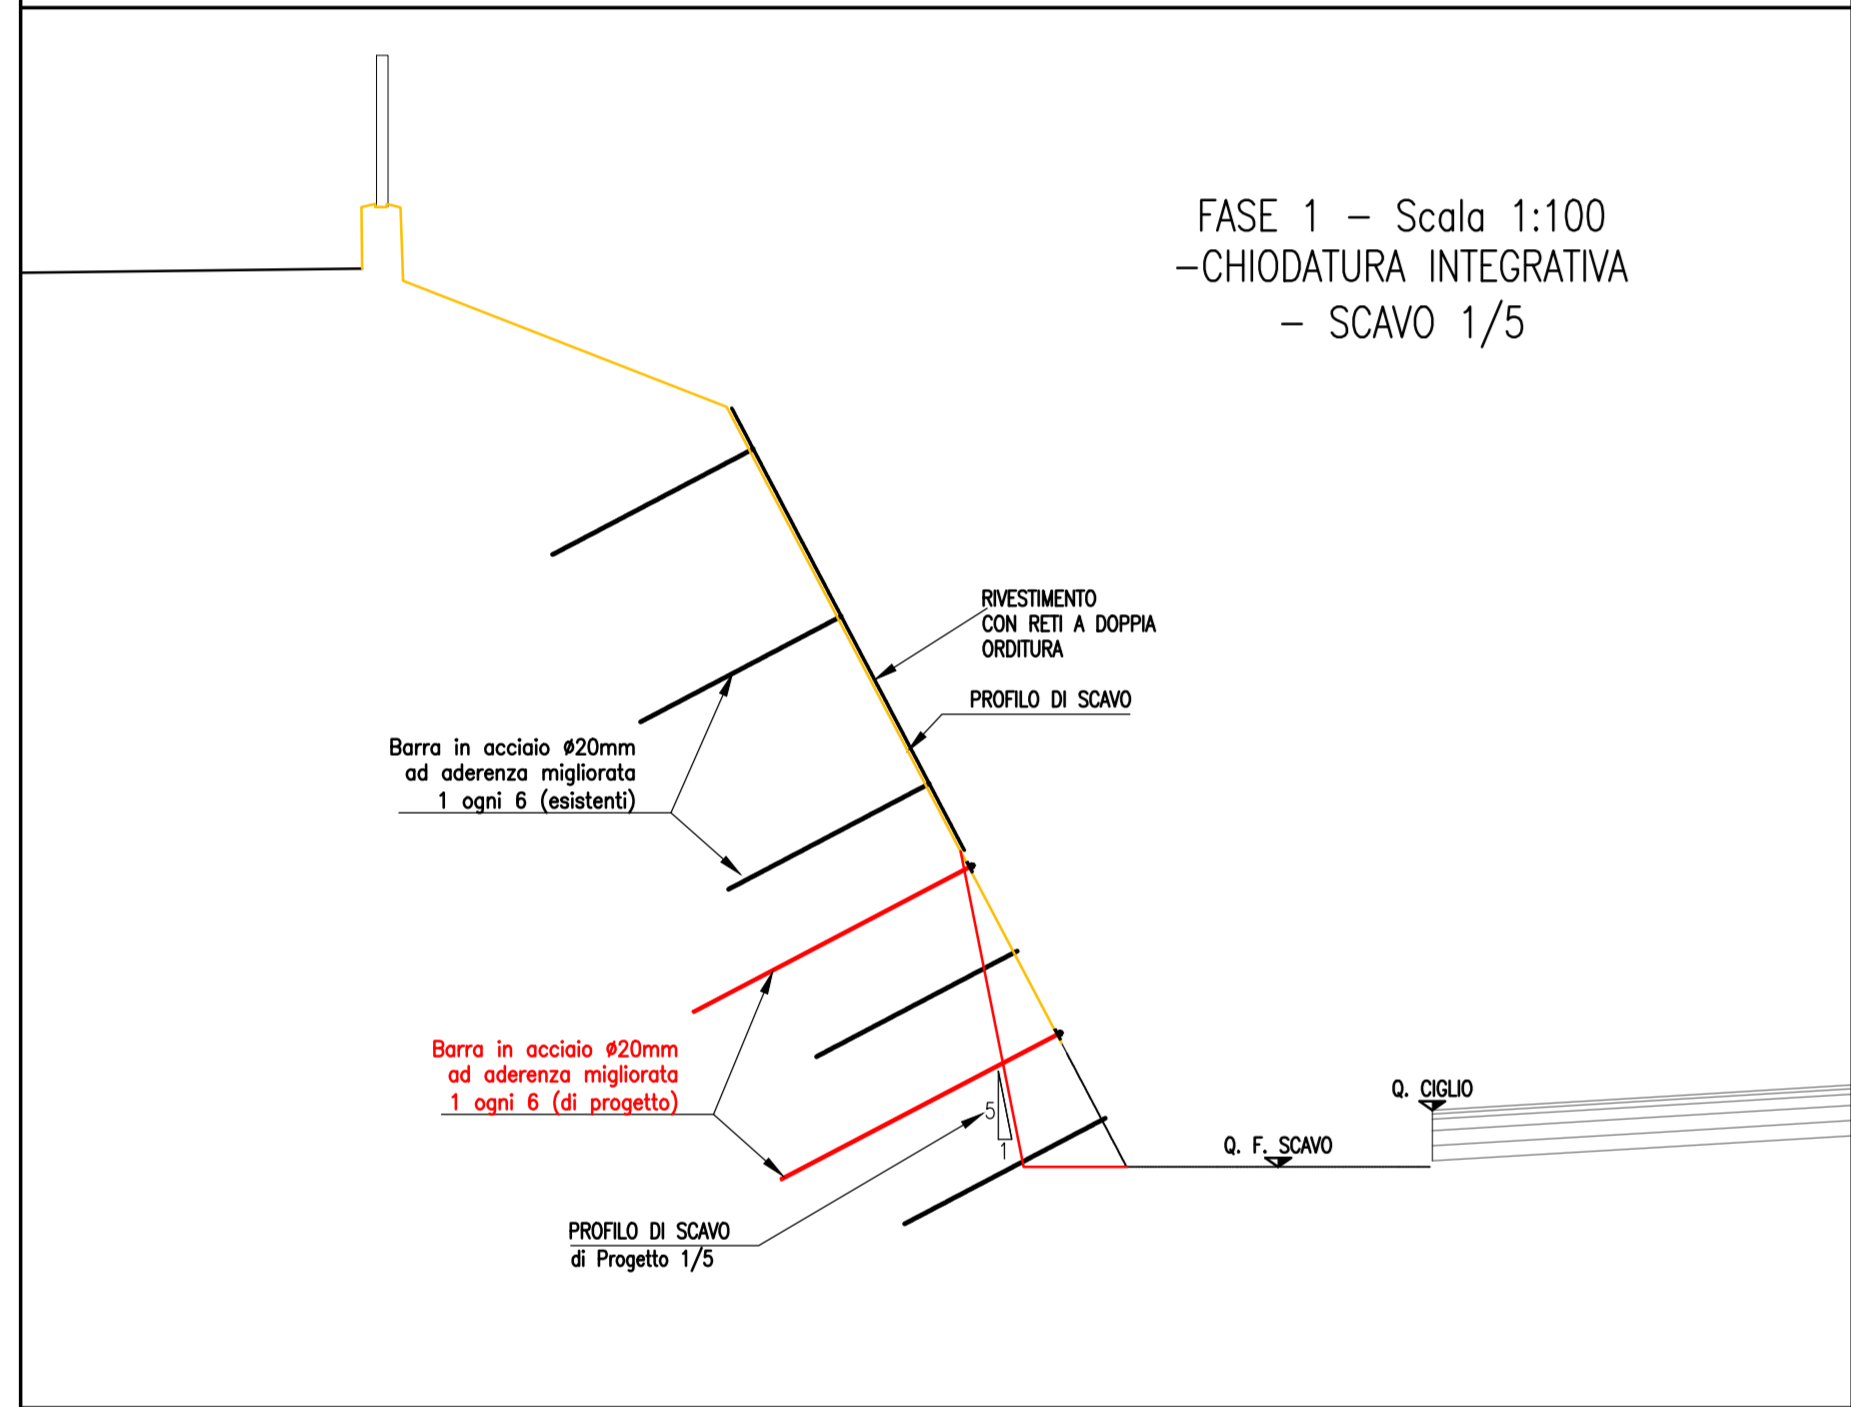 FASE 1 – Scala 1:100
–CHIODATURA INTEGRATIVA
– SCAVO 1/5
RIVESTIMENTO
CON RETI A DOPPIA
ORDITURA
PROFILO DI SCAVO
Barra in acciaio ø20mm
ad aderenza migliorata
1 ogni 6 (esistenti)
Barra in acciaio ø20mm
ad aderenza migliorata
1 ogni 6 (di progetto)
5
1
Q. CIGLIO
Q. F. SCAVO
PROFILO DI SCAVO
di Progetto 1/5